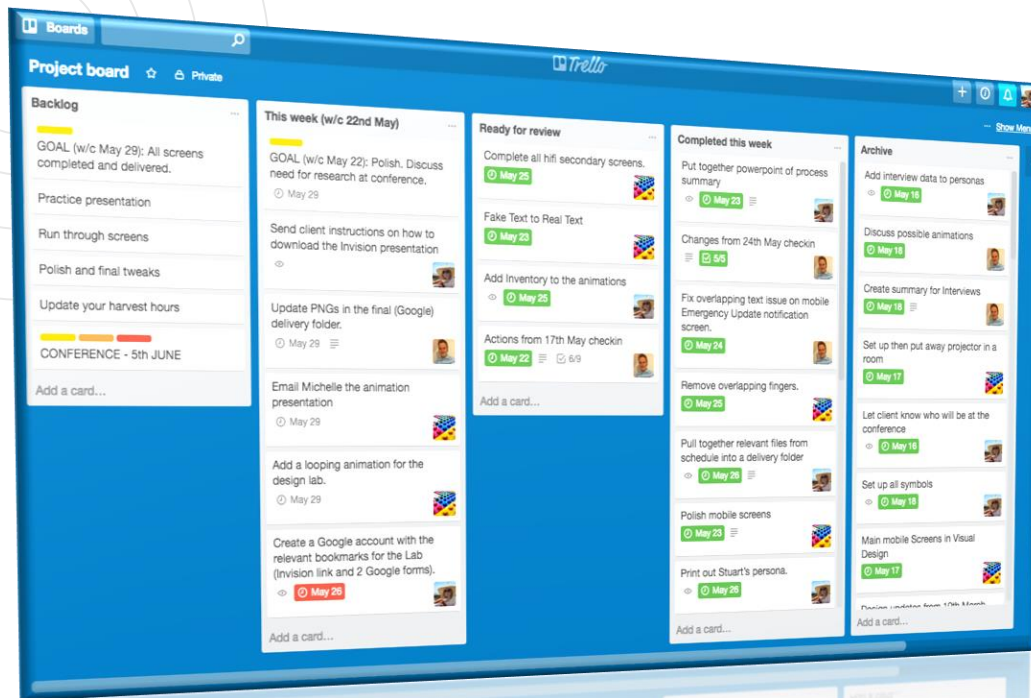 Boards
Trello
Project board
Private
Show Men
Backlog
GOAL (w/c May 29): All screens
completed and delivered.
Practice presentation
Run through screens
Polish and final tweaks
Update your harvest hours
CONFERENCE - 5th JUNE
Add a card...
This week (w/c 22nd May)
GOAL (w/c May 22): Polish. Discuss
need for research at conference.
May 29
Send client instructions on how to
download the Invision presentation
Update PNGs in the final (Google)
delivery folder.
May 29
Email Michelle the animation
presentation
May 29
Add a looping animation for the
design lab.
May 29
Create a Google account with the
relevant bookmarks for the Lab
(Invision link and 2 Google forms).
May 26
Add a card...
Ready for review
Complete all hifi secondary screens.
May 25
Fake Text to Real Text
May 23
Add Inventory to the animations
May 25
Actions from 17th May checkin
May 22 6/9
Add a card...
Completed this week
Put together powerpoint of process
summary
May 23
Changes from 24th May checkin
5/5
Fix overlapping text issue on mobile
Emergency Update notification
screen.
May 24
Remove overlapping fingers.
May 25
Pull together relevant files from
schedule into a delivery folder
May 26
Polish mobile screens
May 23
Print out Stuart's persona.
May 26
Add a card...
Archive
Add interview data to personas
May 16
Discuss possible animations
May 18
Create summary for Interviews
May 18
Set up then put away projector in a
room
May 17
Let client know who will be at the
conference
May 16
Set up all symbols
May 18
Main mobile Screens in Visual
Design
May 17
Design updates from 10th March
Add a card...